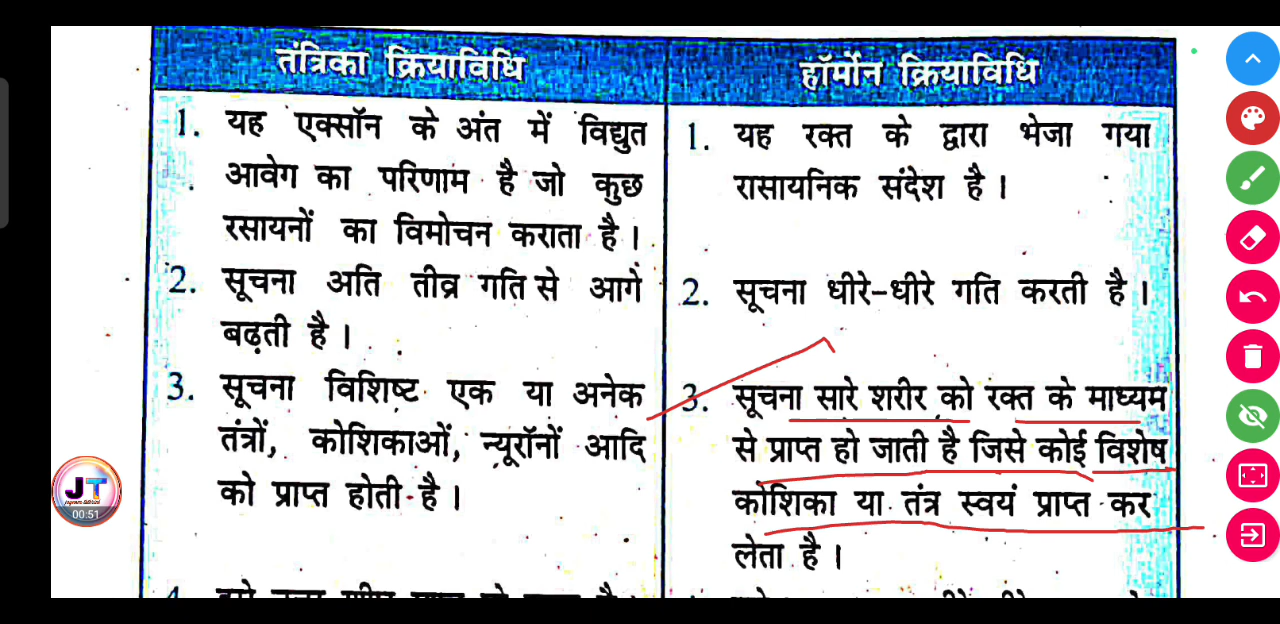 तंत्रिका क्रियाविधि
हॉर्मोन क्रियाविधि
1. यह एक्सॉन के अंत में विद्युत
आवेग का परिणाम है जो कुछ
रसायनों का विमोचन कराता है।
2. सूचना अति तीव्र गति से आगे
बढ़ती है।
3. सूचना विशिष्ट एक या अनेक
तंत्रों, कोशिकाओं, न्यूरॉनों आदि
को प्राप्त होती है।
1. यह रक्त के द्वारा भेजा गया
रासायनिक संदेश है।
2. सूचना धीरे-धीरे गति करती है।
3. सूचना सारे शरीर को रक्त के माध्यम
से प्राप्त हो जाती है जिसे कोई विशेष
कोशिका या तंत्र स्वयं प्राप्त कर
लेता है।
JT
00:51